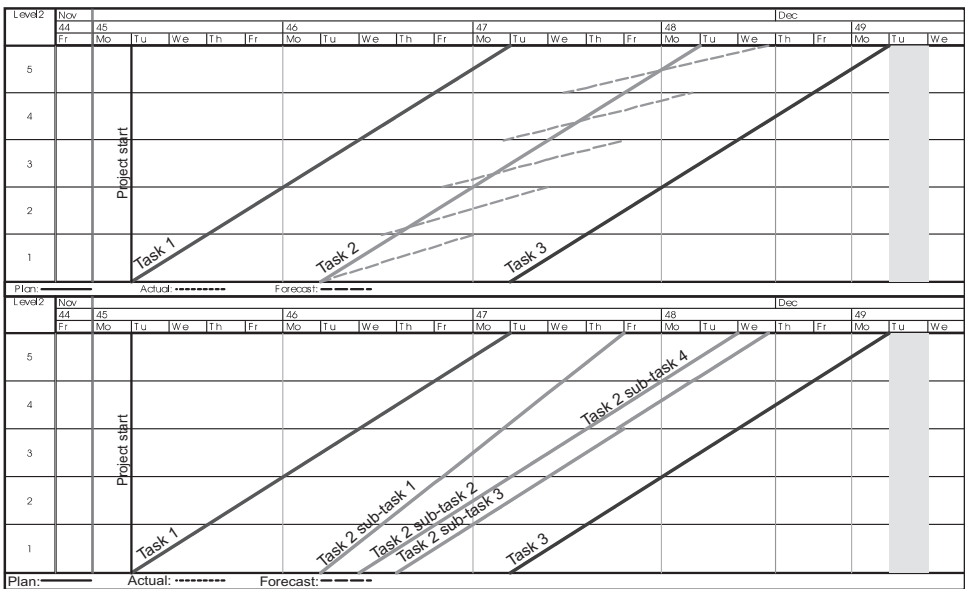 Level2 Nov Dec
44 45 46 47 48 49
Fr Mo Tu We Th Fr Mo Tu We Th Fr Mo Tu We Th Fr Mo Tu We Th Fr Mo Tu We
5
4
3
2
1
Project start
Task 1
Task 2
Task 3
Plan: Actual: Forecast:
Level2 Nov Dec
44 45 46 47 48 49
Fr Mo Tu We Th Fr Mo Tu We Th Fr Mo Tu We Th Fr Mo Tu We Th Fr Mo Tu We
5
4
3
2
1
Project start
Task 1
Task 2 sub-task 1
Task 2 sub-task 2
Task 2 sub-task 3
Task 2 sub-task 4
Task 3
Plan: Actual: Forecast: